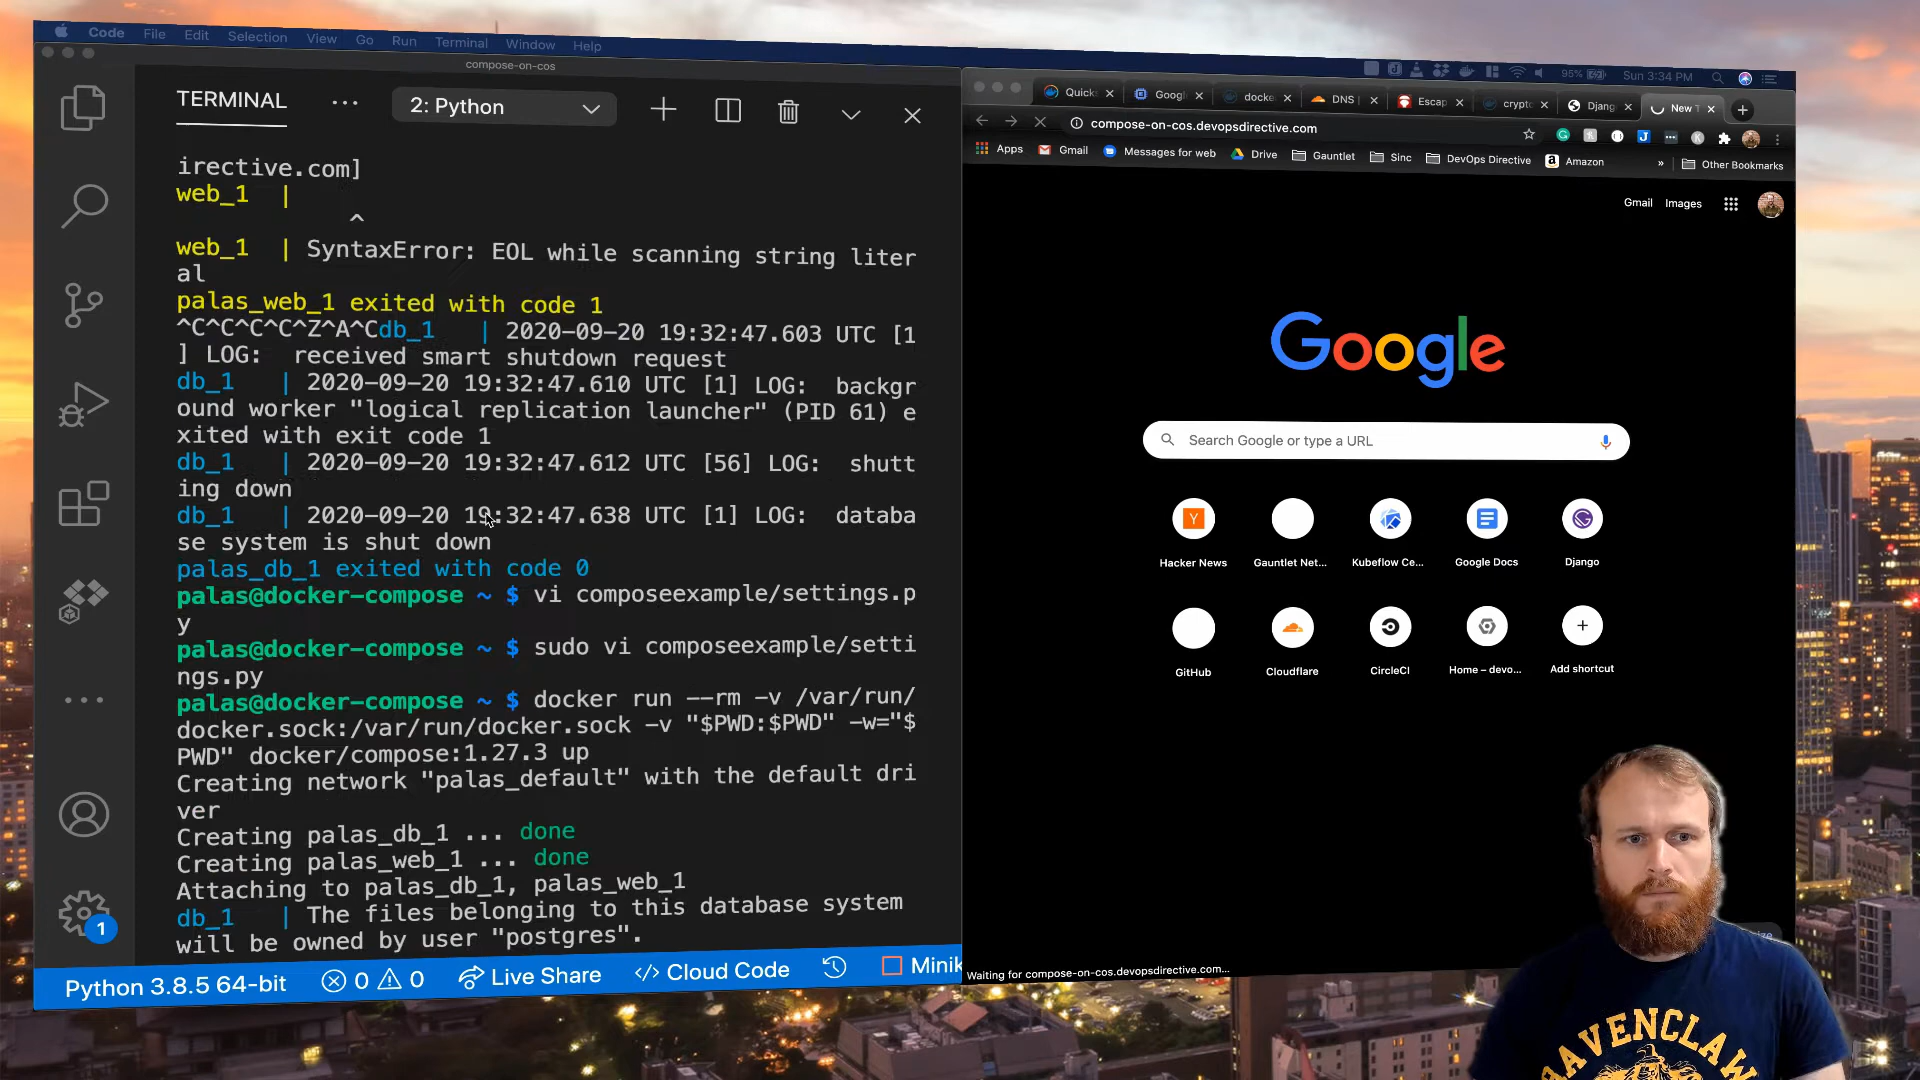 Code File Edit Selection View Go Run Terminal Window Help
95% Sun 3:34 PM
compose-on-cos
TERMINAL ... 2: Python
irective.com]
web_1 |
^
web_1 | SyntaxError: EOL while scanning string liter
al
palas_web_1 exited with code 1
^C^C^C^C^Z^A^Cdb_1 | 2020-09-20 19:32:47.603 UTC [1
] LOG: received smart shutdown request
db_1 | 2020-09-20 19:32:47.610 UTC [1] LOG: backgr
ound worker "logical replication launcher" (PID 61) e
xited with exit code 1
db_1 | 2020-09-20 19:32:47.612 UTC [56] LOG: shutt
ing down
db_1 | 2020-09-20 19:32:47.638 UTC [1] LOG: databa
se system is shut down
palas_db_1 exited with code 0
palas@docker-compose ~ $ vi composeexample/settings.p
y
palas@docker-compose ~ $ sudo vi composeexample/setti
ngs.py
palas@docker-compose ~ $ docker run --rm -v /var/run/
docker.sock:/var/run/docker.sock -v "$PWD:$PWD" -w="$
PWD" docker/compose:1.27.3 up
Creating network "palas_default" with the default dri
ver
Creating palas_db_1 ... done
Creating palas_web_1 ... done
Attaching to palas_db_1, palas_web_1
db_1 | The files belonging to this database system
will be owned by user "postgres".
1
Python 3.8.5 64-bit 0 0 Live Share Cloud Code Minik
Quick Googl docke DNS | Escap crypto Djang New T
compose-on-cos.devopsdirective.com
Apps Gmail Messages for web Drive Gauntlet Sinc DevOps Directive Amazon » Other Bookmarks
Gmail Images
Google
Search Google or type a URL
Hacker News Gauntlet Net... Kubeflow Ce... Google Docs Django
GitHub Cloudflare CircleCI Home – devo... Add shortcut
Waiting for compose-on-cos.devopsdirective.com...
RAVENCLAW